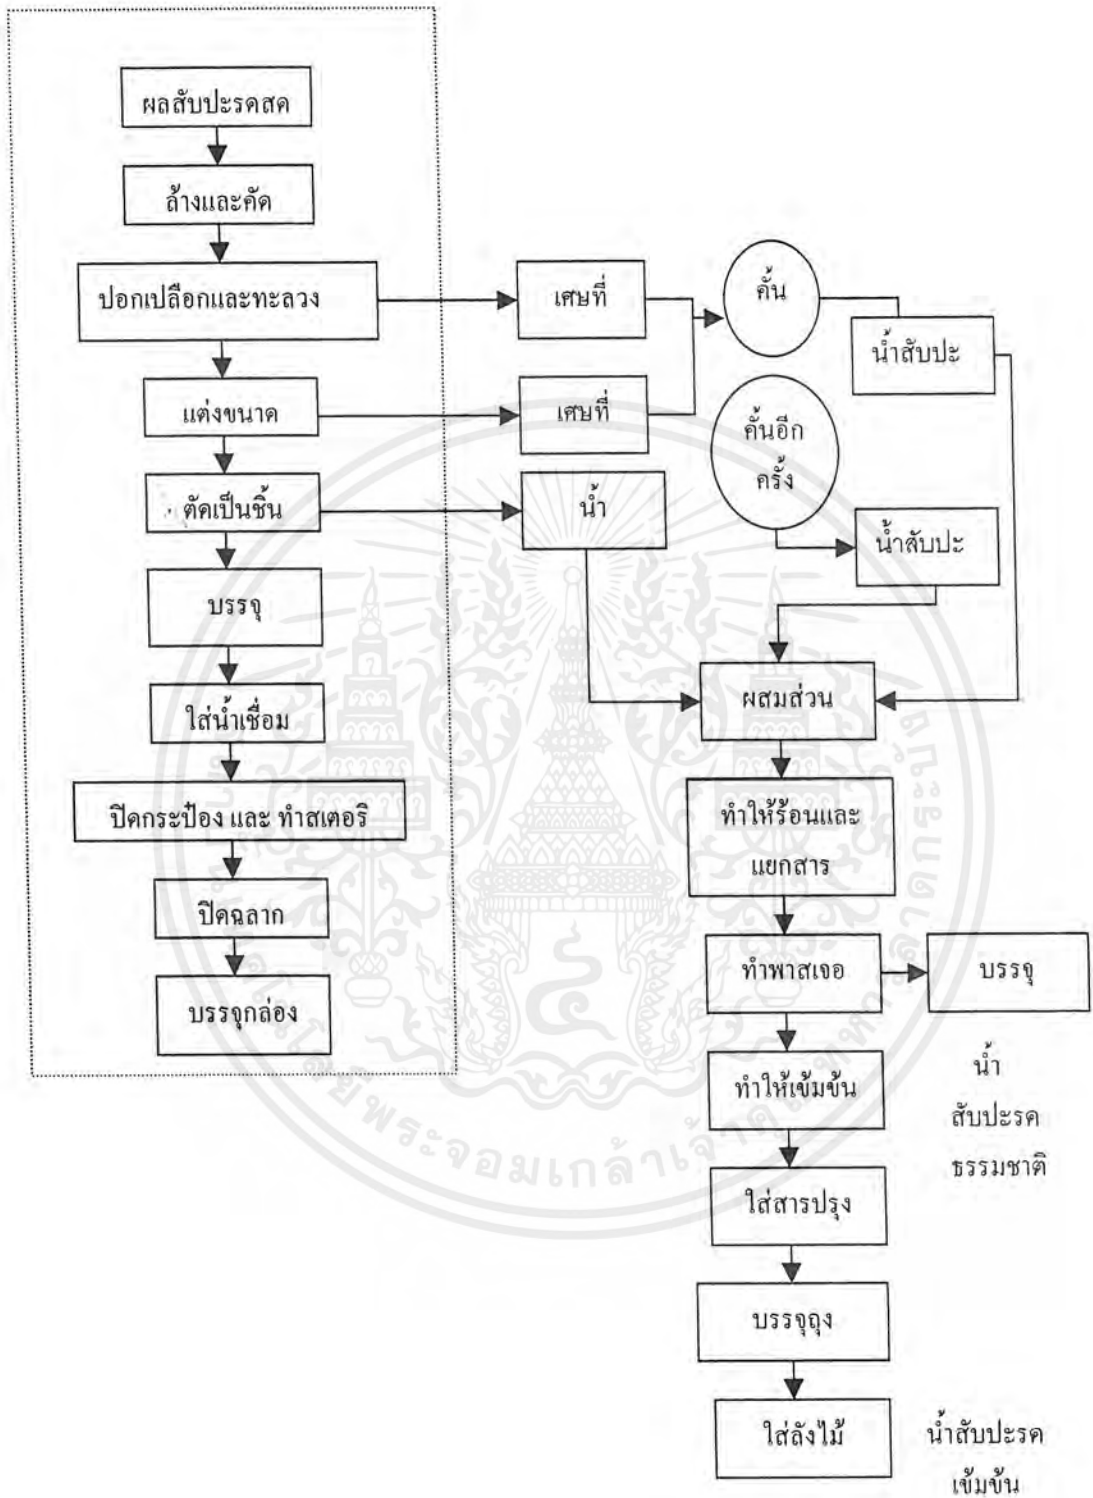 ผลสับปะรดสด
ล้างและคัด
ปอกเปลือกและทะลวง
แต่งขนาด
ตัดเป็นชิ้น
บรรจุ
ใส่น้ำเชื่อม
ปิดกระป๋อง และ ทำสเตอริ
ปิดฉลาก
บรรจุกล่อง
เศษที่
เศษที่
น้ำ
คั้น
น้ำสับปะ
คั้นอีก
ครั้ง
น้ำสับปะ
ผสมส่วน
ทำให้ร้อนและ
แยกสาร
ทำพาสเจอ
บรรจุ
น้ำ
สับปะรด
ธรรมชาติ
ทำให้เข้มข้น
ใส่สารปรุง
บรรจุถุง
ใส่ลังไม้
น้ำสับปะรด
เข้มข้น